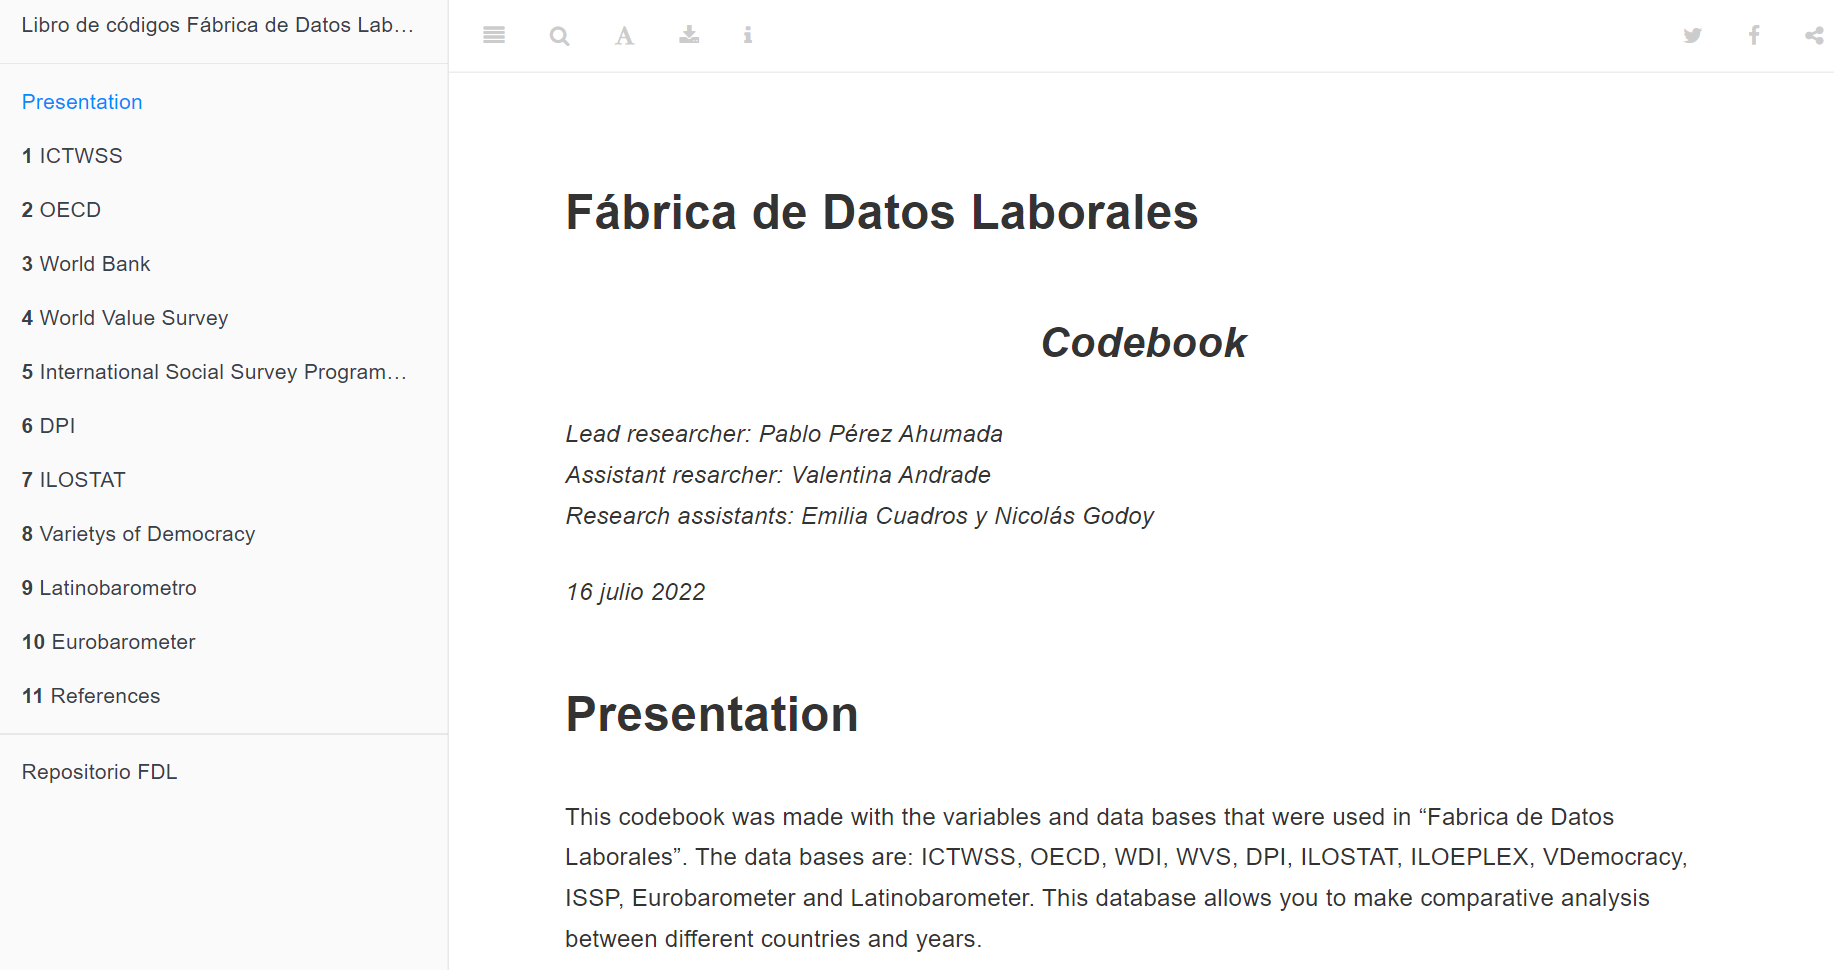 Libro de códigos Fábrica de Datos Lab…
Presentation
1 ICTWSS
2 OECD
3 World Bank
4 World Value Survey
5 International Social Survey Program…
6 DPI
7 ILOSTAT
8 Varietys of Democracy
9 Latinobarometro
10 Eurobarometer
11 References
Repositorio FDL
Fábrica de Datos Laborales
Codebook
Lead researcher: Pablo Pérez Ahumada
Assistant resarcher: Valentina Andrade
Research assistants: Emilia Cuadros y Nicolás Godoy
16 julio 2022
Presentation
This codebook was made with the variables and data bases that were used in “Fabrica de Datos
Laborales”. The data bases are: ICTWSS, OECD, WDI, WVS, DPI, ILOSTAT, ILOEPLEX, VDemocracy,
ISSP, Eurobarometer and Latinobarometer. This database allows you to make comparative analysis
between different countries and years.